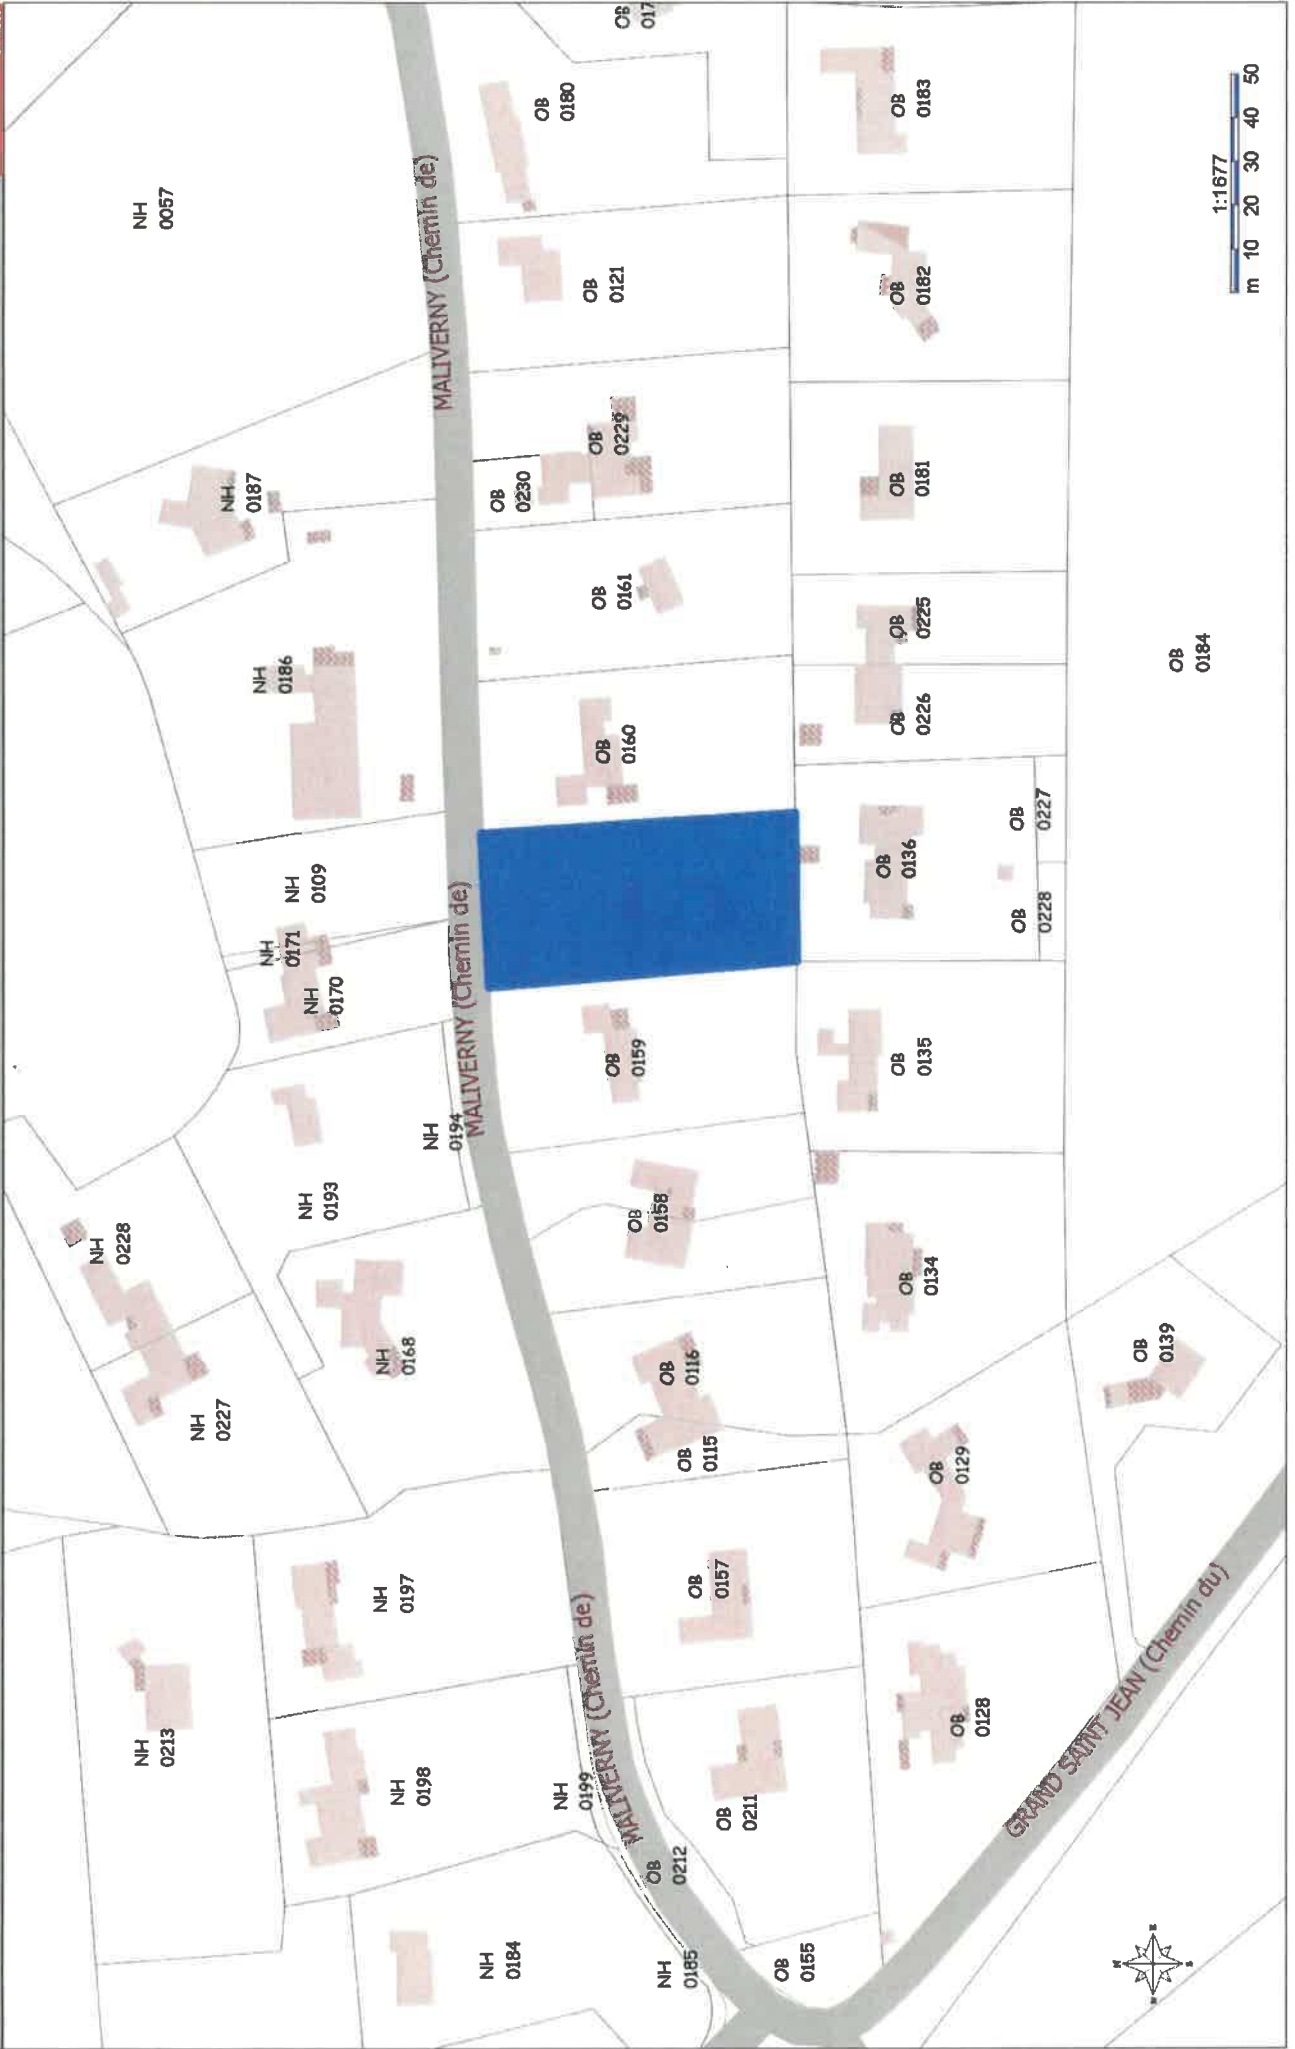 OB
017
NH
0057
OB
0180
OB
0183
MALIVERNY (Chemin de)
OB
0121
OB
0182
1:1677
m 10 20 30 40 50
NH
0187
OB
0230
OB
0229
OB
0181
NH
0186
OB
0161
OB
0225
OB
0184
OB
0160
OB
0226
NH
0109
OB
0136
OB
0227
OB
0228
NH
0171
NH
0170
MALIVERNY (Chemin de)
OB
0159
OB
0135
NH
0194
NH
0193
NH
0228
OB
0158
OB
0134
NH
0168
OB
0116
OB
0139
NH
0227
OB
0115
OB
0129
NH
0197
OB
0157
MALIVERNY (Chemin de)
GRAND SAINT JEAN (Chemin du)
NH
0213
OB
0128
NH
0198
NH
0199
OB
0211
OB
0212
NH
0184
NH
0185
OB
0155